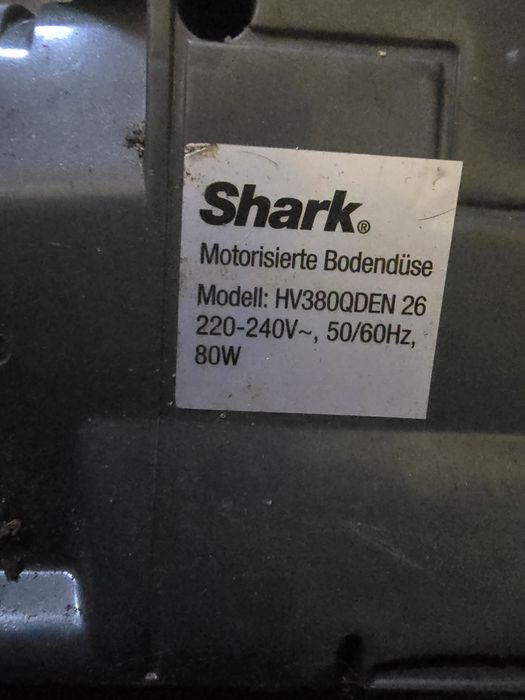 Shark®
Motorisierte Bodendüse
Modell: HV380QDEN 26
220-240V~, 50/60Hz,
80W